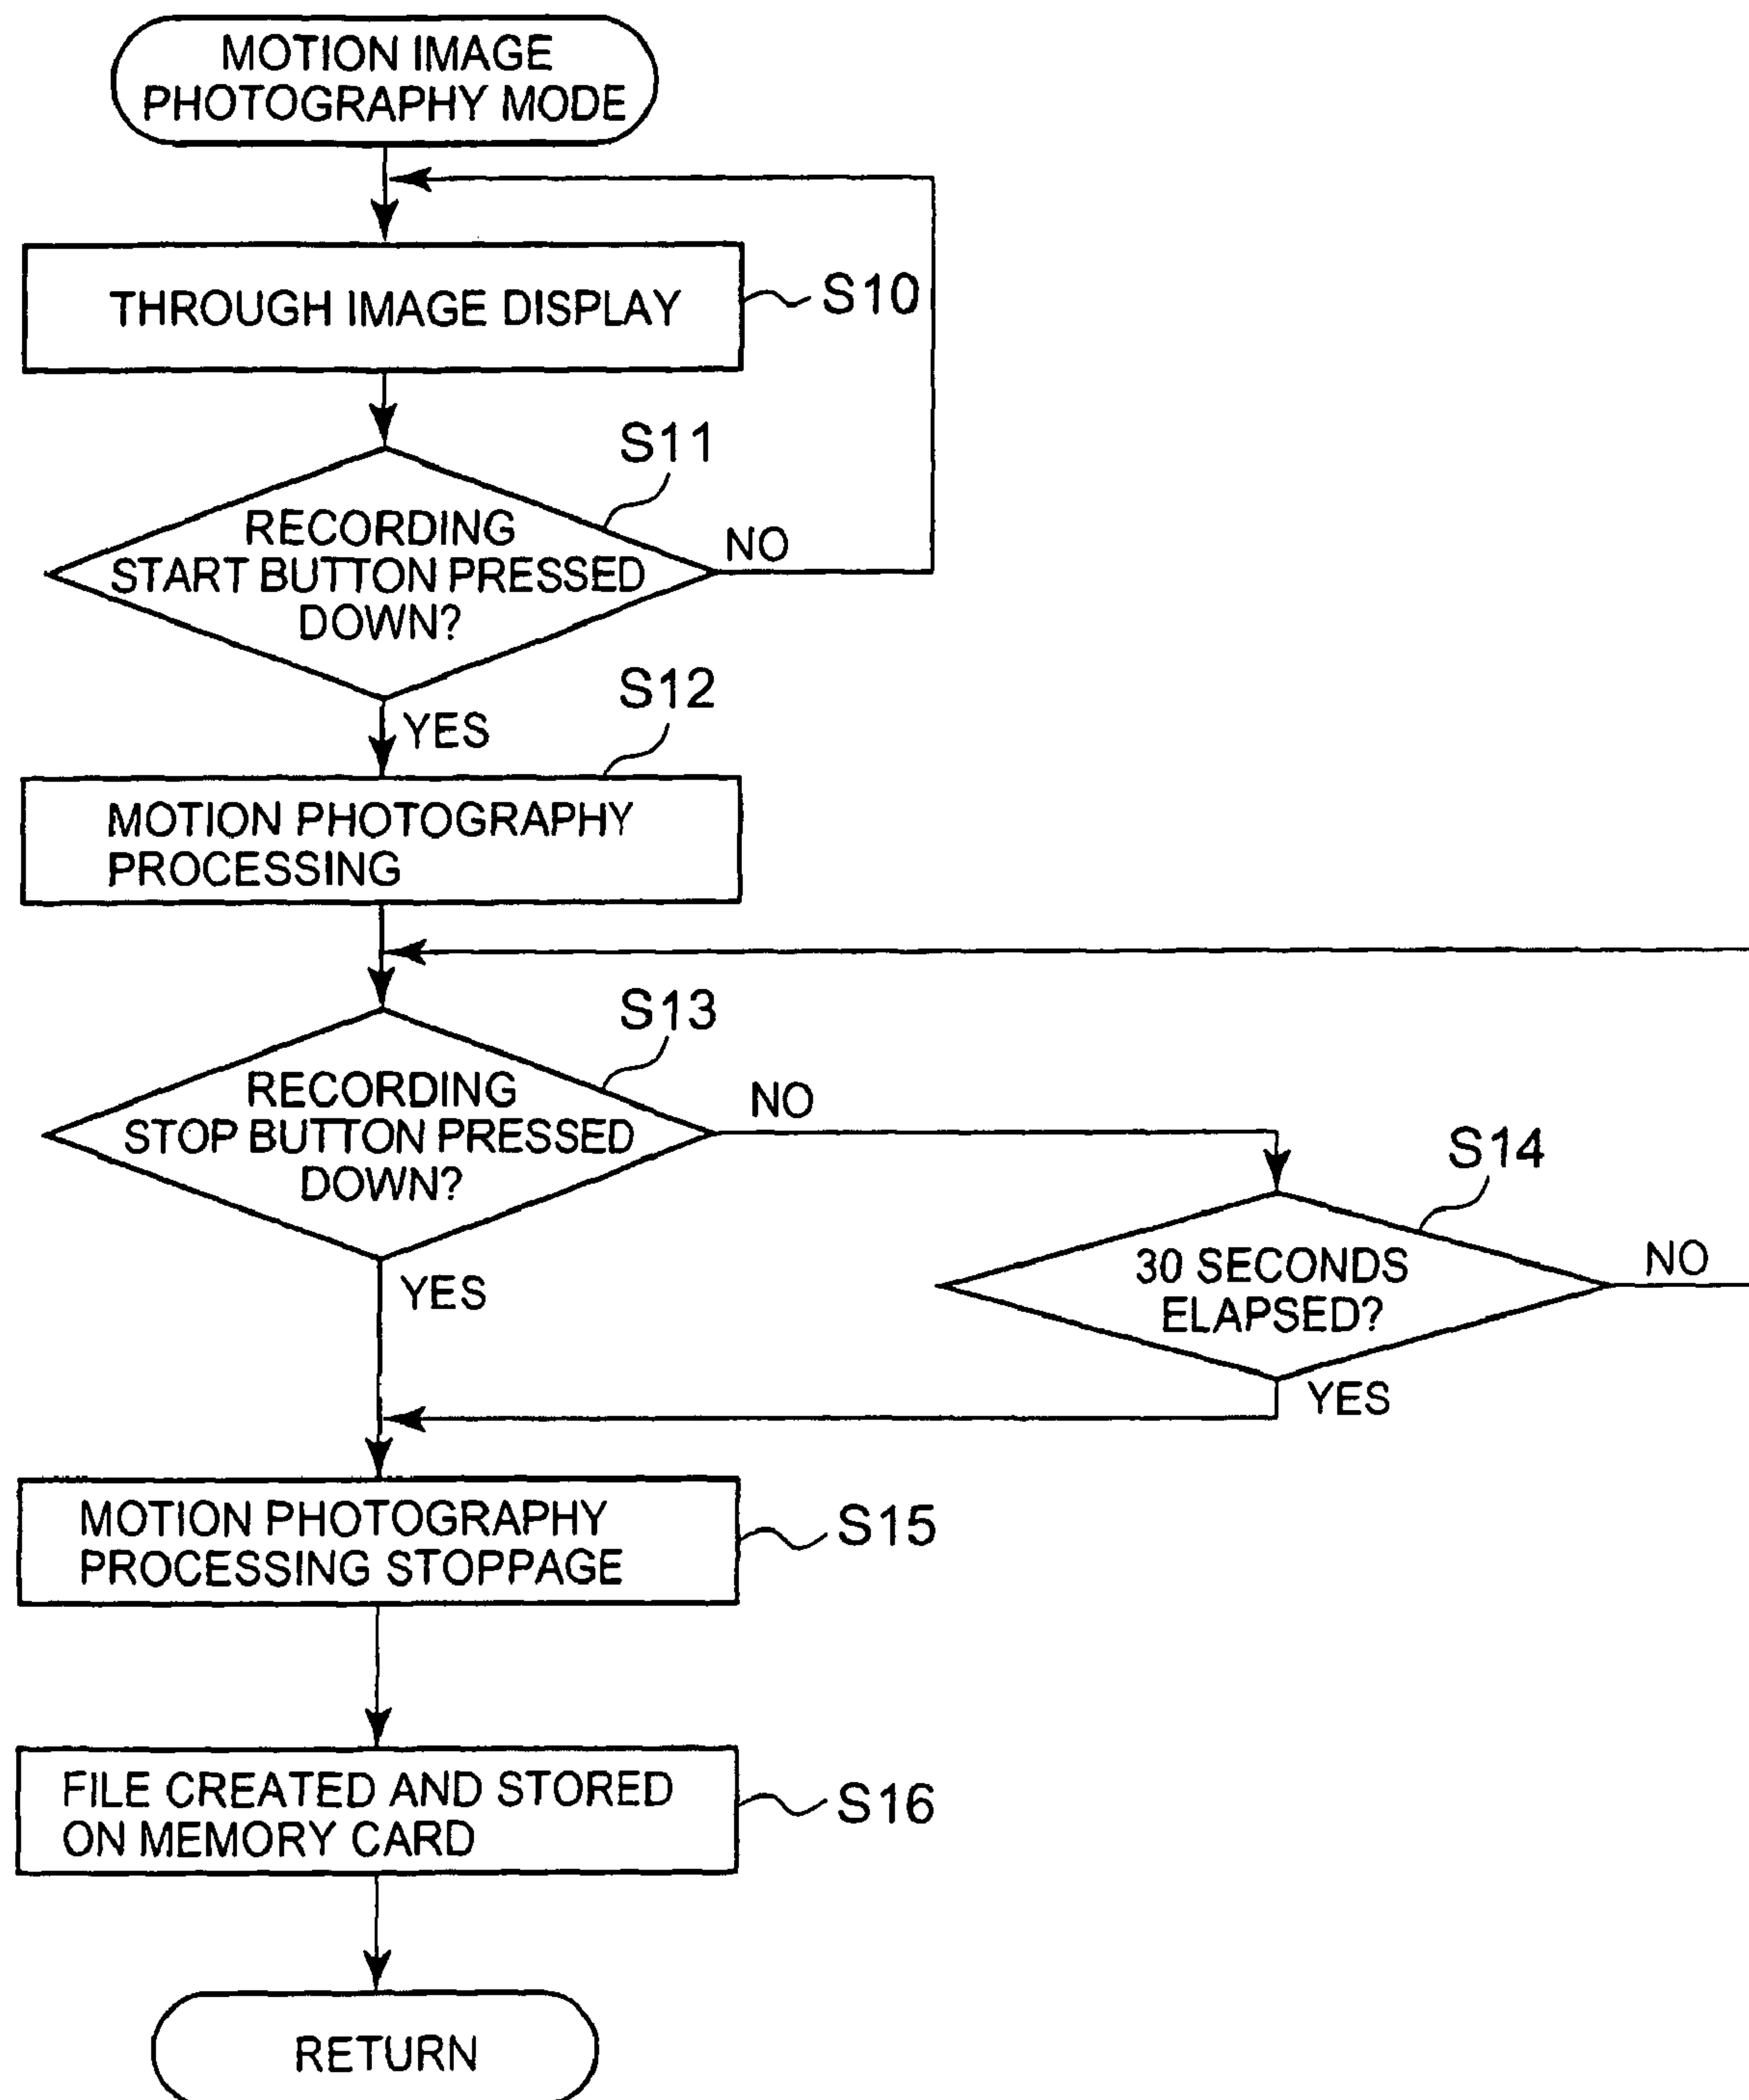 MOTION IMAGE
PHOTOGRAPHY MODE
THROUGH IMAGE DISPLAY
S10
S11
RECORDING
START BUTTON PRESSED
DOWN?
NO
YES
S12
MOTION PHOTOGRAPHY
PROCESSING
S13
RECORDING
STOP BUTTON PRESSED
DOWN?
NO
YES
S14
30 SECONDS
ELAPSED?
NO
YES
MOTION PHOTOGRAPHY
PROCESSING STOPPAGE
S15
FILE CREATED AND STORED
ON MEMORY CARD
S16
RETURN